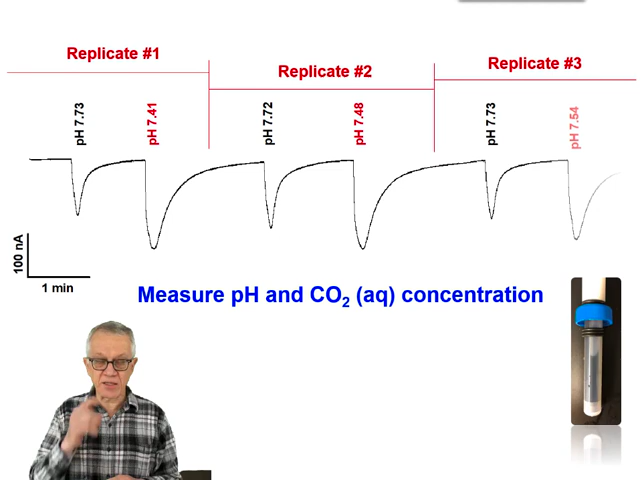 Replicate #1
Replicate #2
Replicate #3
pH 7.73
pH 7.41
pH 7.72
pH 7.48
pH 7.73
pH 7.54
100 nA
1 min
Measure pH and CO₂ (aq) concentration